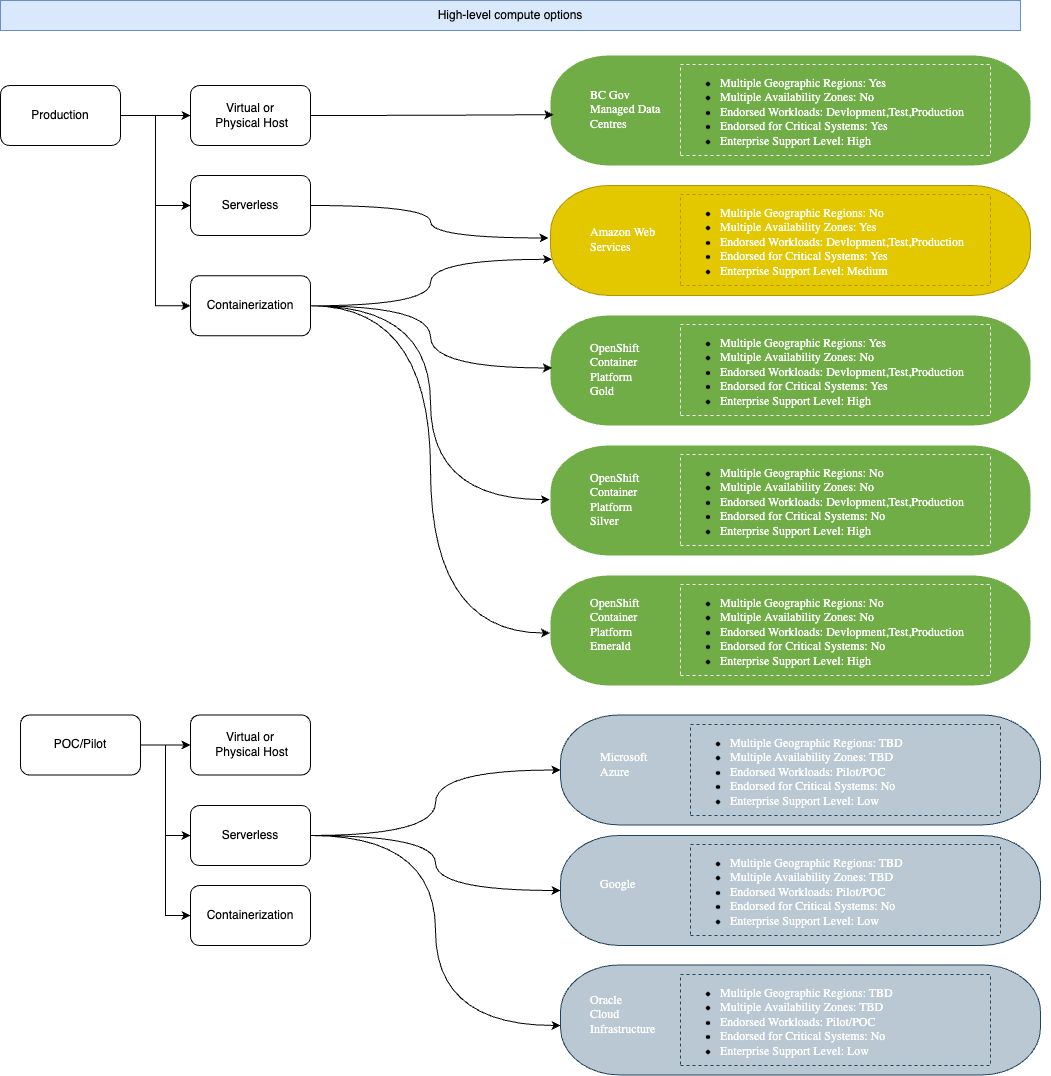 High-level compute options
Production
Virtual or
Physical Host
BC Gov
Managed Data
Centres
Multiple Geographic Regions: Yes
Multiple Availability Zones: No
Endorsed Workloads: Devlopment,Test,Production
Endorsed for Critical Systems: Yes
Enterprise Support Level: High
Serverless
Amazon Web
Services
Multiple Geographic Regions: No
Multiple Availability Zones: Yes
Endorsed Workloads: Devlopment,Test,Production
Endorsed for Critical Systems: Yes
Enterprise Support Level: Medium
Containerization
OpenShift
Container
Platform
Gold
Multiple Geographic Regions: Yes
Multiple Availability Zones: No
Endorsed Workloads: Devlopment,Test,Production
Endorsed for Critical Systems: Yes
Enterprise Support Level: High
OpenShift
Container
Platform
Silver
Multiple Geographic Regions: No
Multiple Availability Zones: No
Endorsed Workloads: Devlopment,Test,Production
Endorsed for Critical Systems: No
Enterprise Support Level: High
OpenShift
Container
Platform
Emerald
Multiple Geographic Regions: No
Multiple Availability Zones: No
Endorsed Workloads: Devlopment,Test,Production
Endorsed for Critical Systems: No
Enterprise Support Level: High
POC/Pilot
Virtual or
Physical Host
Microsoft
Azure
Multiple Geographic Regions: TBD
Multiple Availability Zones: TBD
Endorsed Workloads: Pilot/POC
Endorsed for Critical Systems: No
Enterprise Support Level: Low
Serverless
Google
Multiple Geographic Regions: TBD
Multiple Availability Zones: TBD
Endorsed Workloads: Pilot/POC
Endorsed for Critical Systems: No
Enterprise Support Level: Low
Containerization
Oracle
Cloud
Infrastructure
Multiple Geographic Regions: TBD
Multiple Availability Zones: TBD
Endorsed Workloads: Pilot/POC
Endorsed for Critical Systems: No
Enterprise Support Level: Low